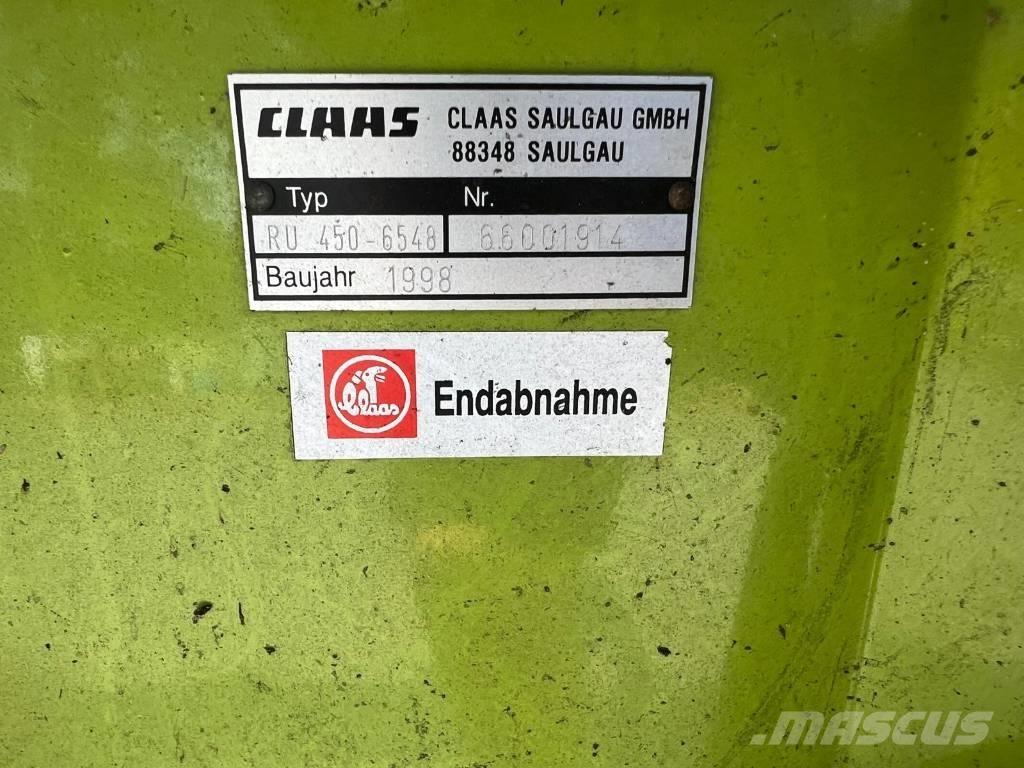 CLAAS CLAAS SAULGAU GMBH
88348 SAULGAU
Typ Nr.
RU 450-6548 66001914
Baujahr 1998
Claas Endabnahme
MASCUS